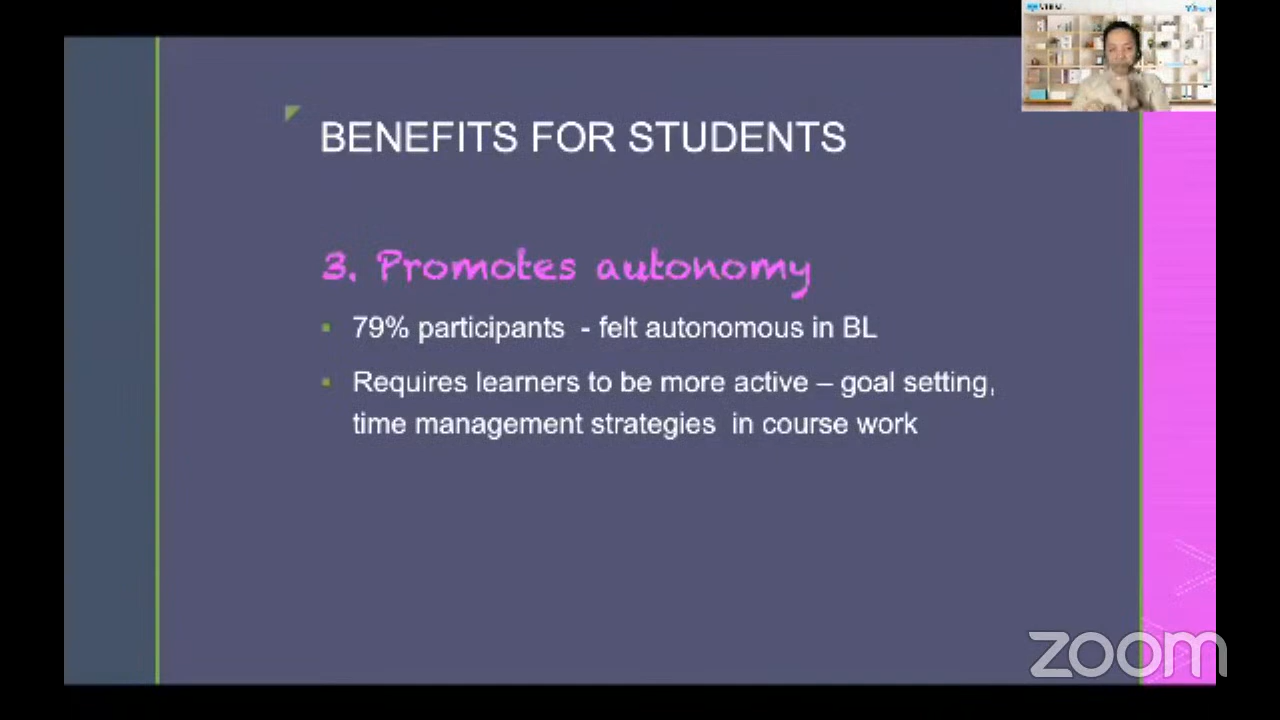 BENEFITS FOR STUDENTS
3. Promotes autonomy
▪ 79% participants - felt autonomous in BL
▪ Requires learners to be more active – goal setting,
time management strategies in course work
zoom